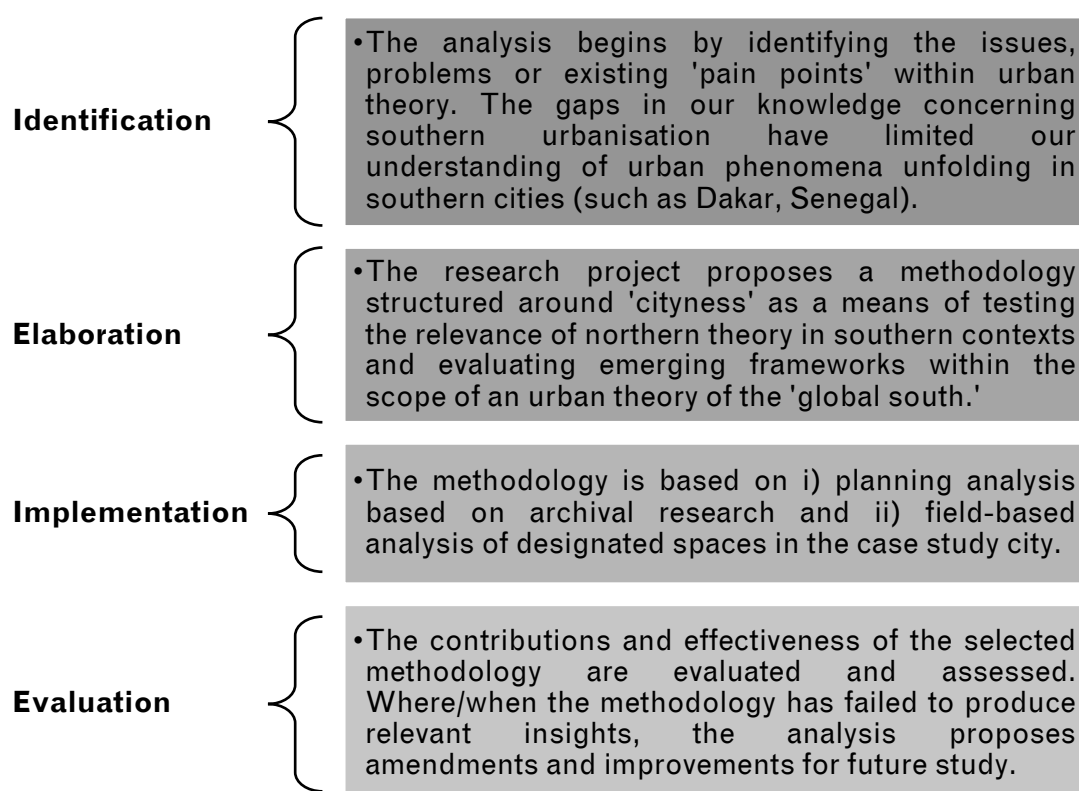 Identification
•The analysis begins by identifying the issues,
problems or existing 'pain points' within urban
theory. The gaps in our knowledge concerning
southern urbanisation have limited our
understanding of urban phenomena unfolding in
southern cities (such as Dakar, Senegal).
Elaboration
•The research project proposes a methodology
structured around 'cityness' as a means of testing
the relevance of northern theory in southern contexts
and evaluating emerging frameworks within the
scope of an urban theory of the 'global south.'
Implementation
•The methodology is based on i) planning analysis
based on archival research and ii) field-based
analysis of designated spaces in the case study city.
Evaluation
•The contributions and effectiveness of the selected
methodology are evaluated and assessed.
Where/when the methodology has failed to produce
relevant insights, the analysis proposes
amendments and improvements for future study.